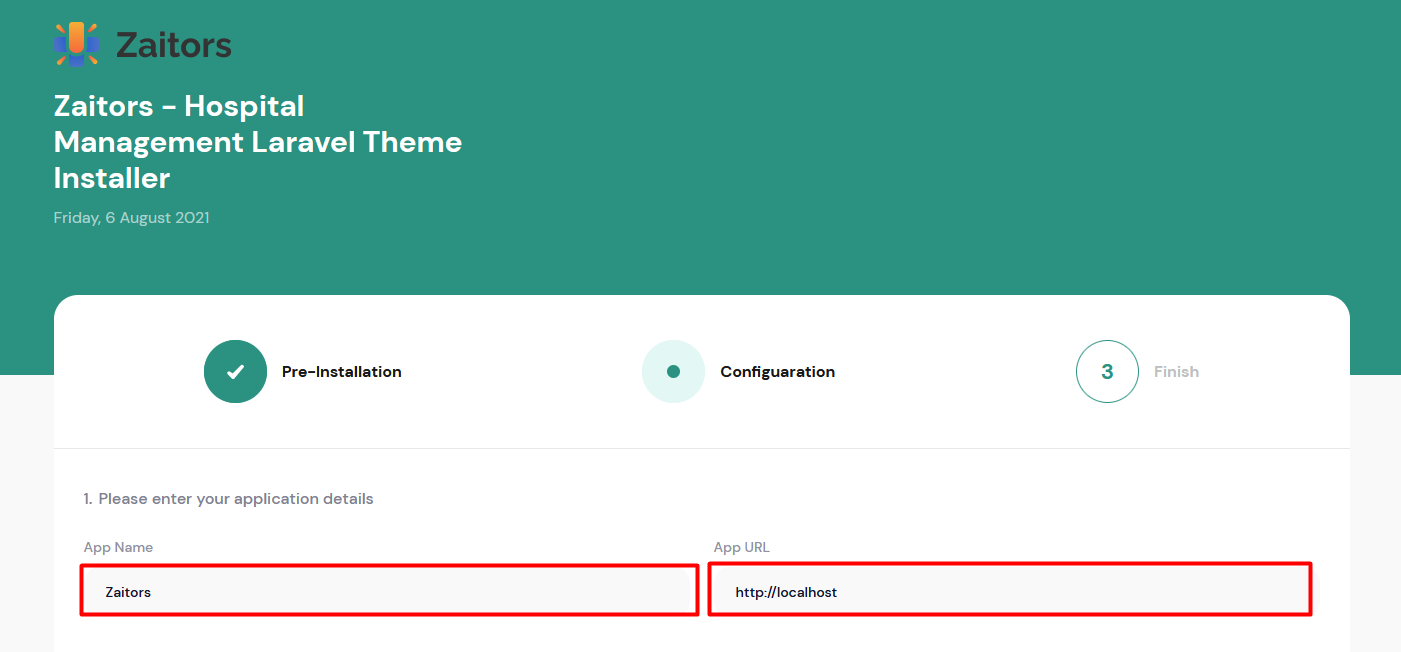 Zaitors
Zaitors - Hospital
Management Laravel Theme
Installer
Friday, 6 August 2021
Pre-Installation
Configuaration
3 Finish
1. Please enter your application details
App Name
App URL
Zaitors
http://localhost